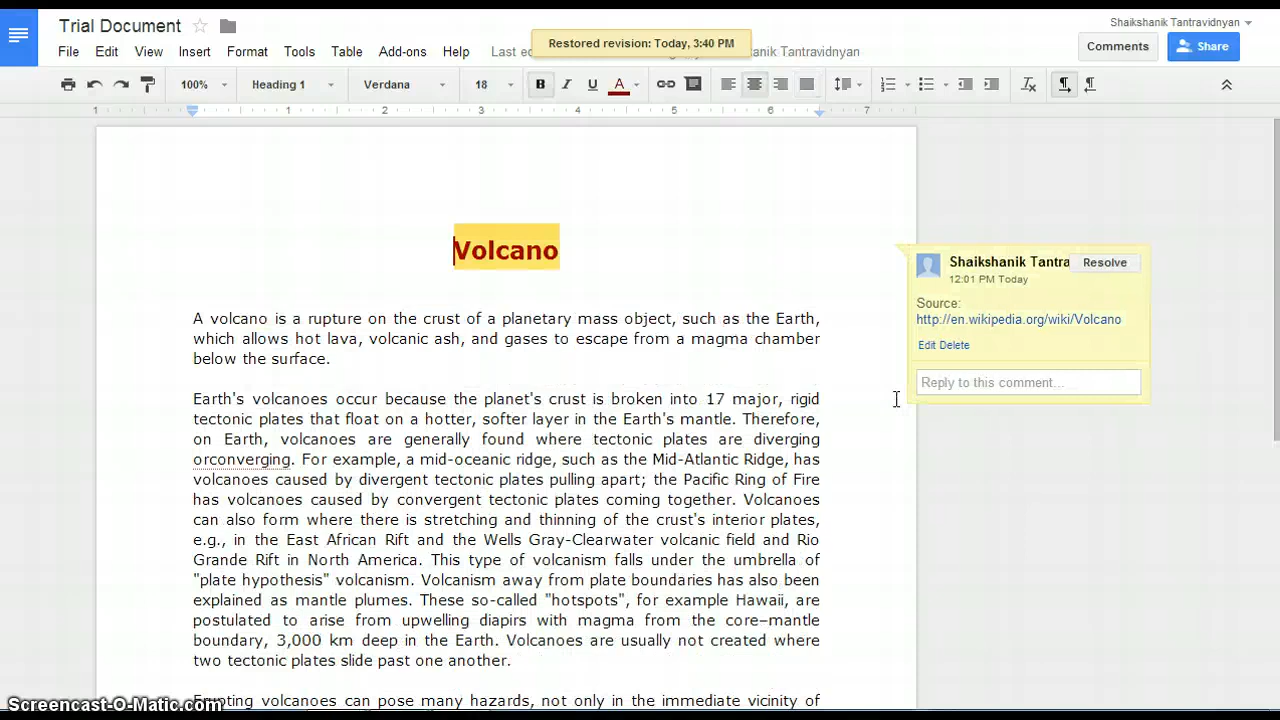 Trial Document
Shaikshanik Tantravidnyan
File Edit View Insert Format Tools Table Add-ons Help Last ed
Restored revision: Today, 3:40 PM
nik Tantravidnyan
Comments
Share
100% Heading 1 Verdana 18 B I U A
1 1 2 3 4 5 6 7
Volcano
A volcano is a rupture on the crust of a planetary mass object, such as the Earth,
which allows hot lava, volcanic ash, and gases to escape from a magma chamber
below the surface.
Earth's volcanoes occur because the planet's crust is broken into 17 major, rigid
tectonic plates that float on a hotter, softer layer in the Earth's mantle. Therefore,
on Earth, volcanoes are generally found where tectonic plates are diverging
orconverging. For example, a mid-oceanic ridge, such as the Mid-Atlantic Ridge, has
volcanoes caused by divergent tectonic plates pulling apart; the Pacific Ring of Fire
has volcanoes caused by convergent tectonic plates coming together. Volcanoes
can also form where there is stretching and thinning of the crust's interior plates,
e.g., in the East African Rift and the Wells Gray-Clearwater volcanic field and Rio
Grande Rift in North America. This type of volcanism falls under the umbrella of
"plate hypothesis" volcanism. Volcanism away from plate boundaries has also been
explained as mantle plumes. These so-called "hotspots", for example Hawaii, are
postulated to arise from upwelling diapirs with magma from the core–mantle
boundary, 3,000 km deep in the Earth. Volcanoes are usually not created where
two tectonic plates slide past one another.
Erupting volcanoes can pose many hazards, not only in the immediate vicinity of
Shaikshanik Tantra
Resolve
12:01 PM Today
Source:
http://en.wikipedia.org/wiki/Volcano
Edit Delete
Reply to this comment...
Screencast-O-Matic.com